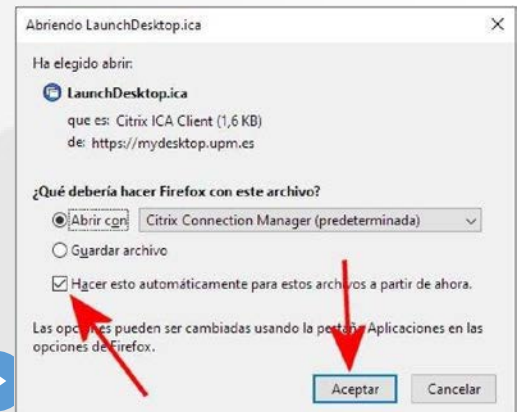 Abriendo LaunchDesktop.ica
Ha elegido abrir:
LaunchDesktop.ica
que es: Citrix ICA Client (1,6 KB)
de: https://mydesktop.upm.es
¿Qué debería hacer Firefox con este archivo?
Abrir con Citrix Connection Manager (predeterminada)
Guardar archivo
Hacer esto automáticamente para estos archivos a partir de ahora.
Las opciones pueden ser cambiadas usando la pestaña Aplicaciones en las
opciones de Firefox.
Aceptar Cancelar